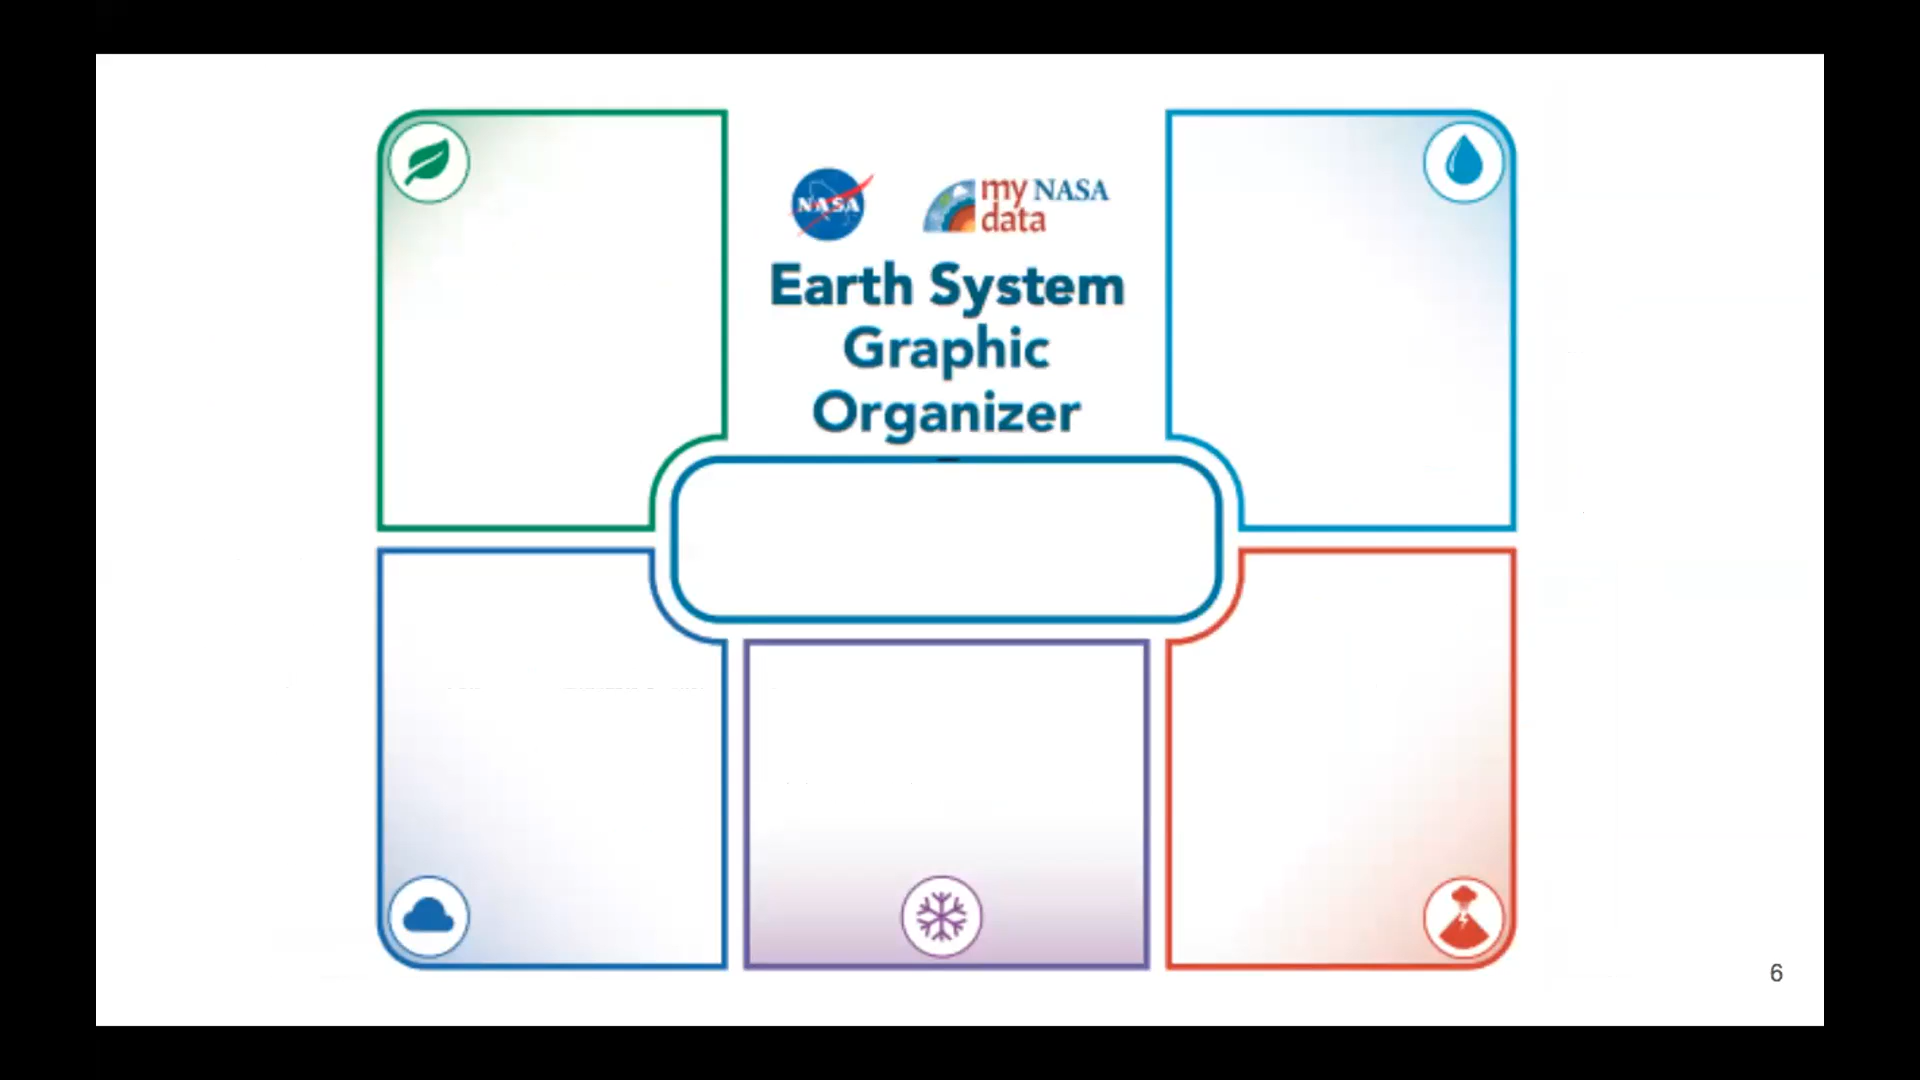 NASA
my NASA
data
Earth System
Graphic
Organizer
6